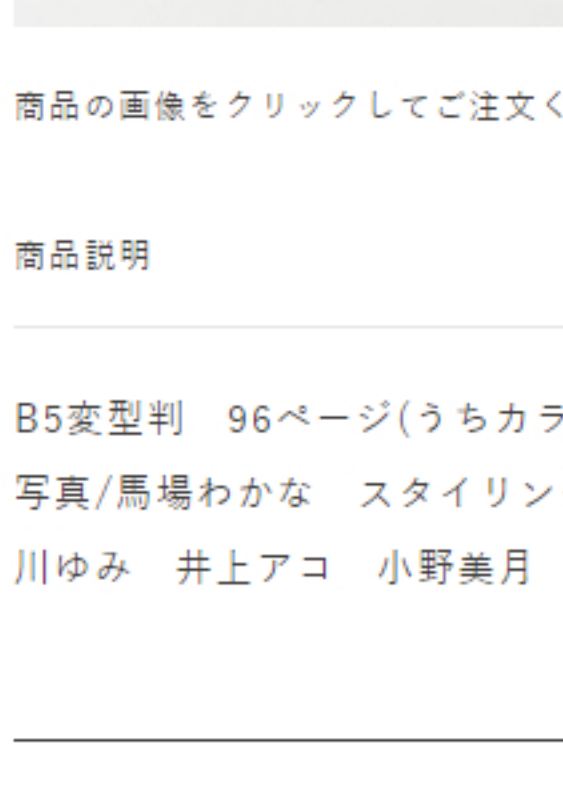 商品の画像をクリックしてご注文く
商品説明
B5変型判　96ページ(うちカラ
写真/馬場わかな　スタイリン
川ゆみ　井上アコ　小野美月